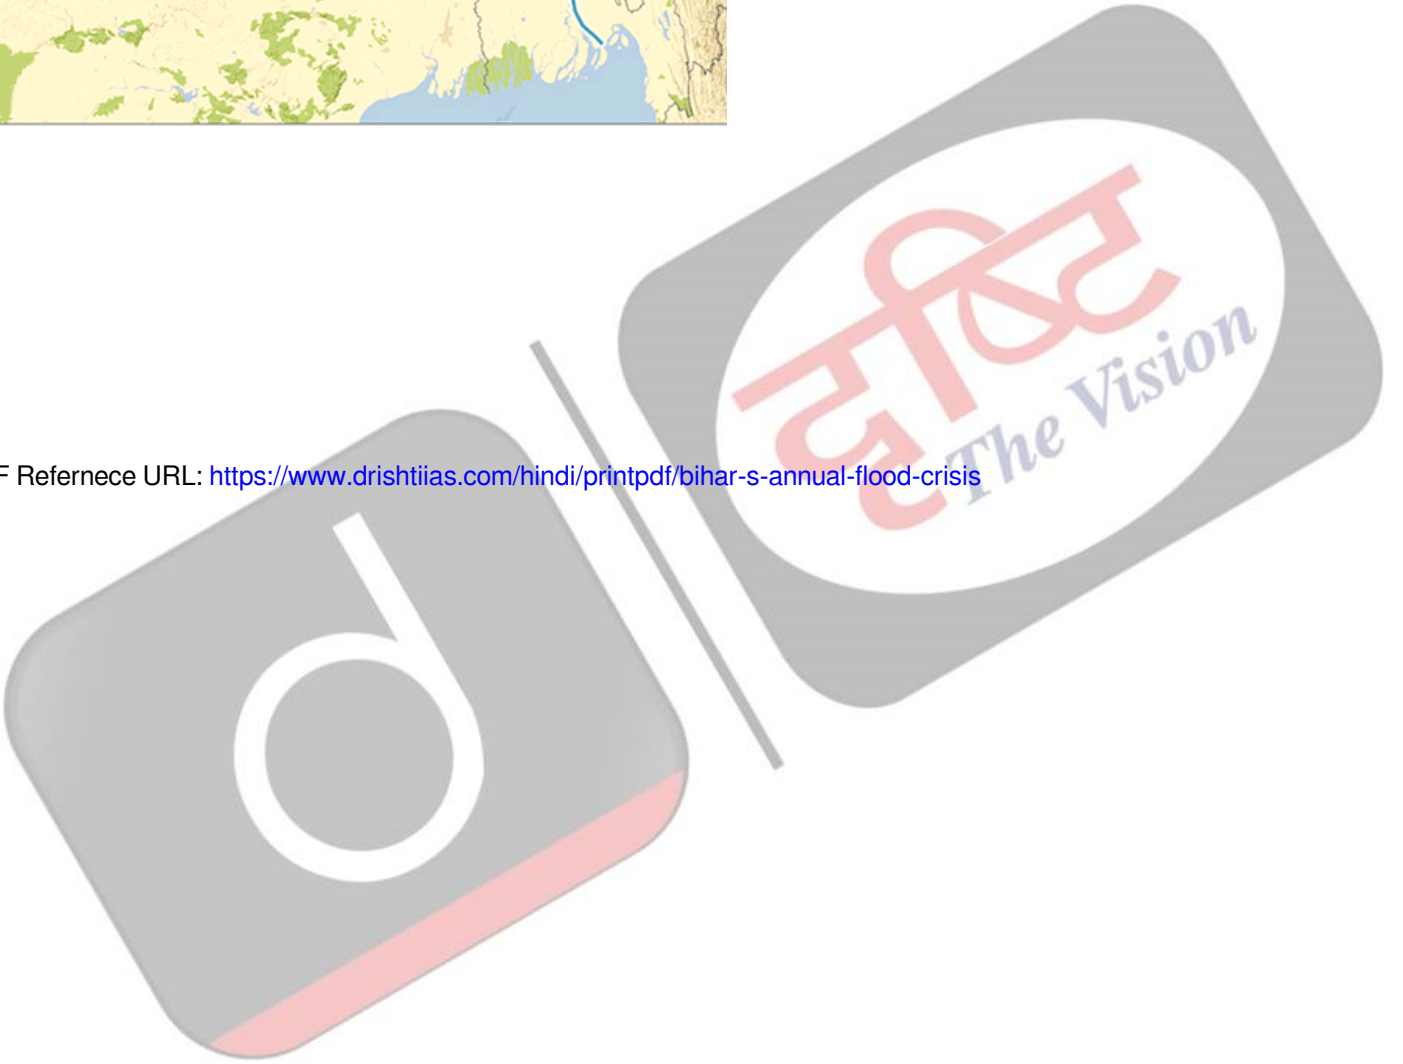 दृष्टि
The Vision
F Refernece URL: https://www.drishtiias.com/hindi/printpdf/bihar-s-annual-flood-crisis
d